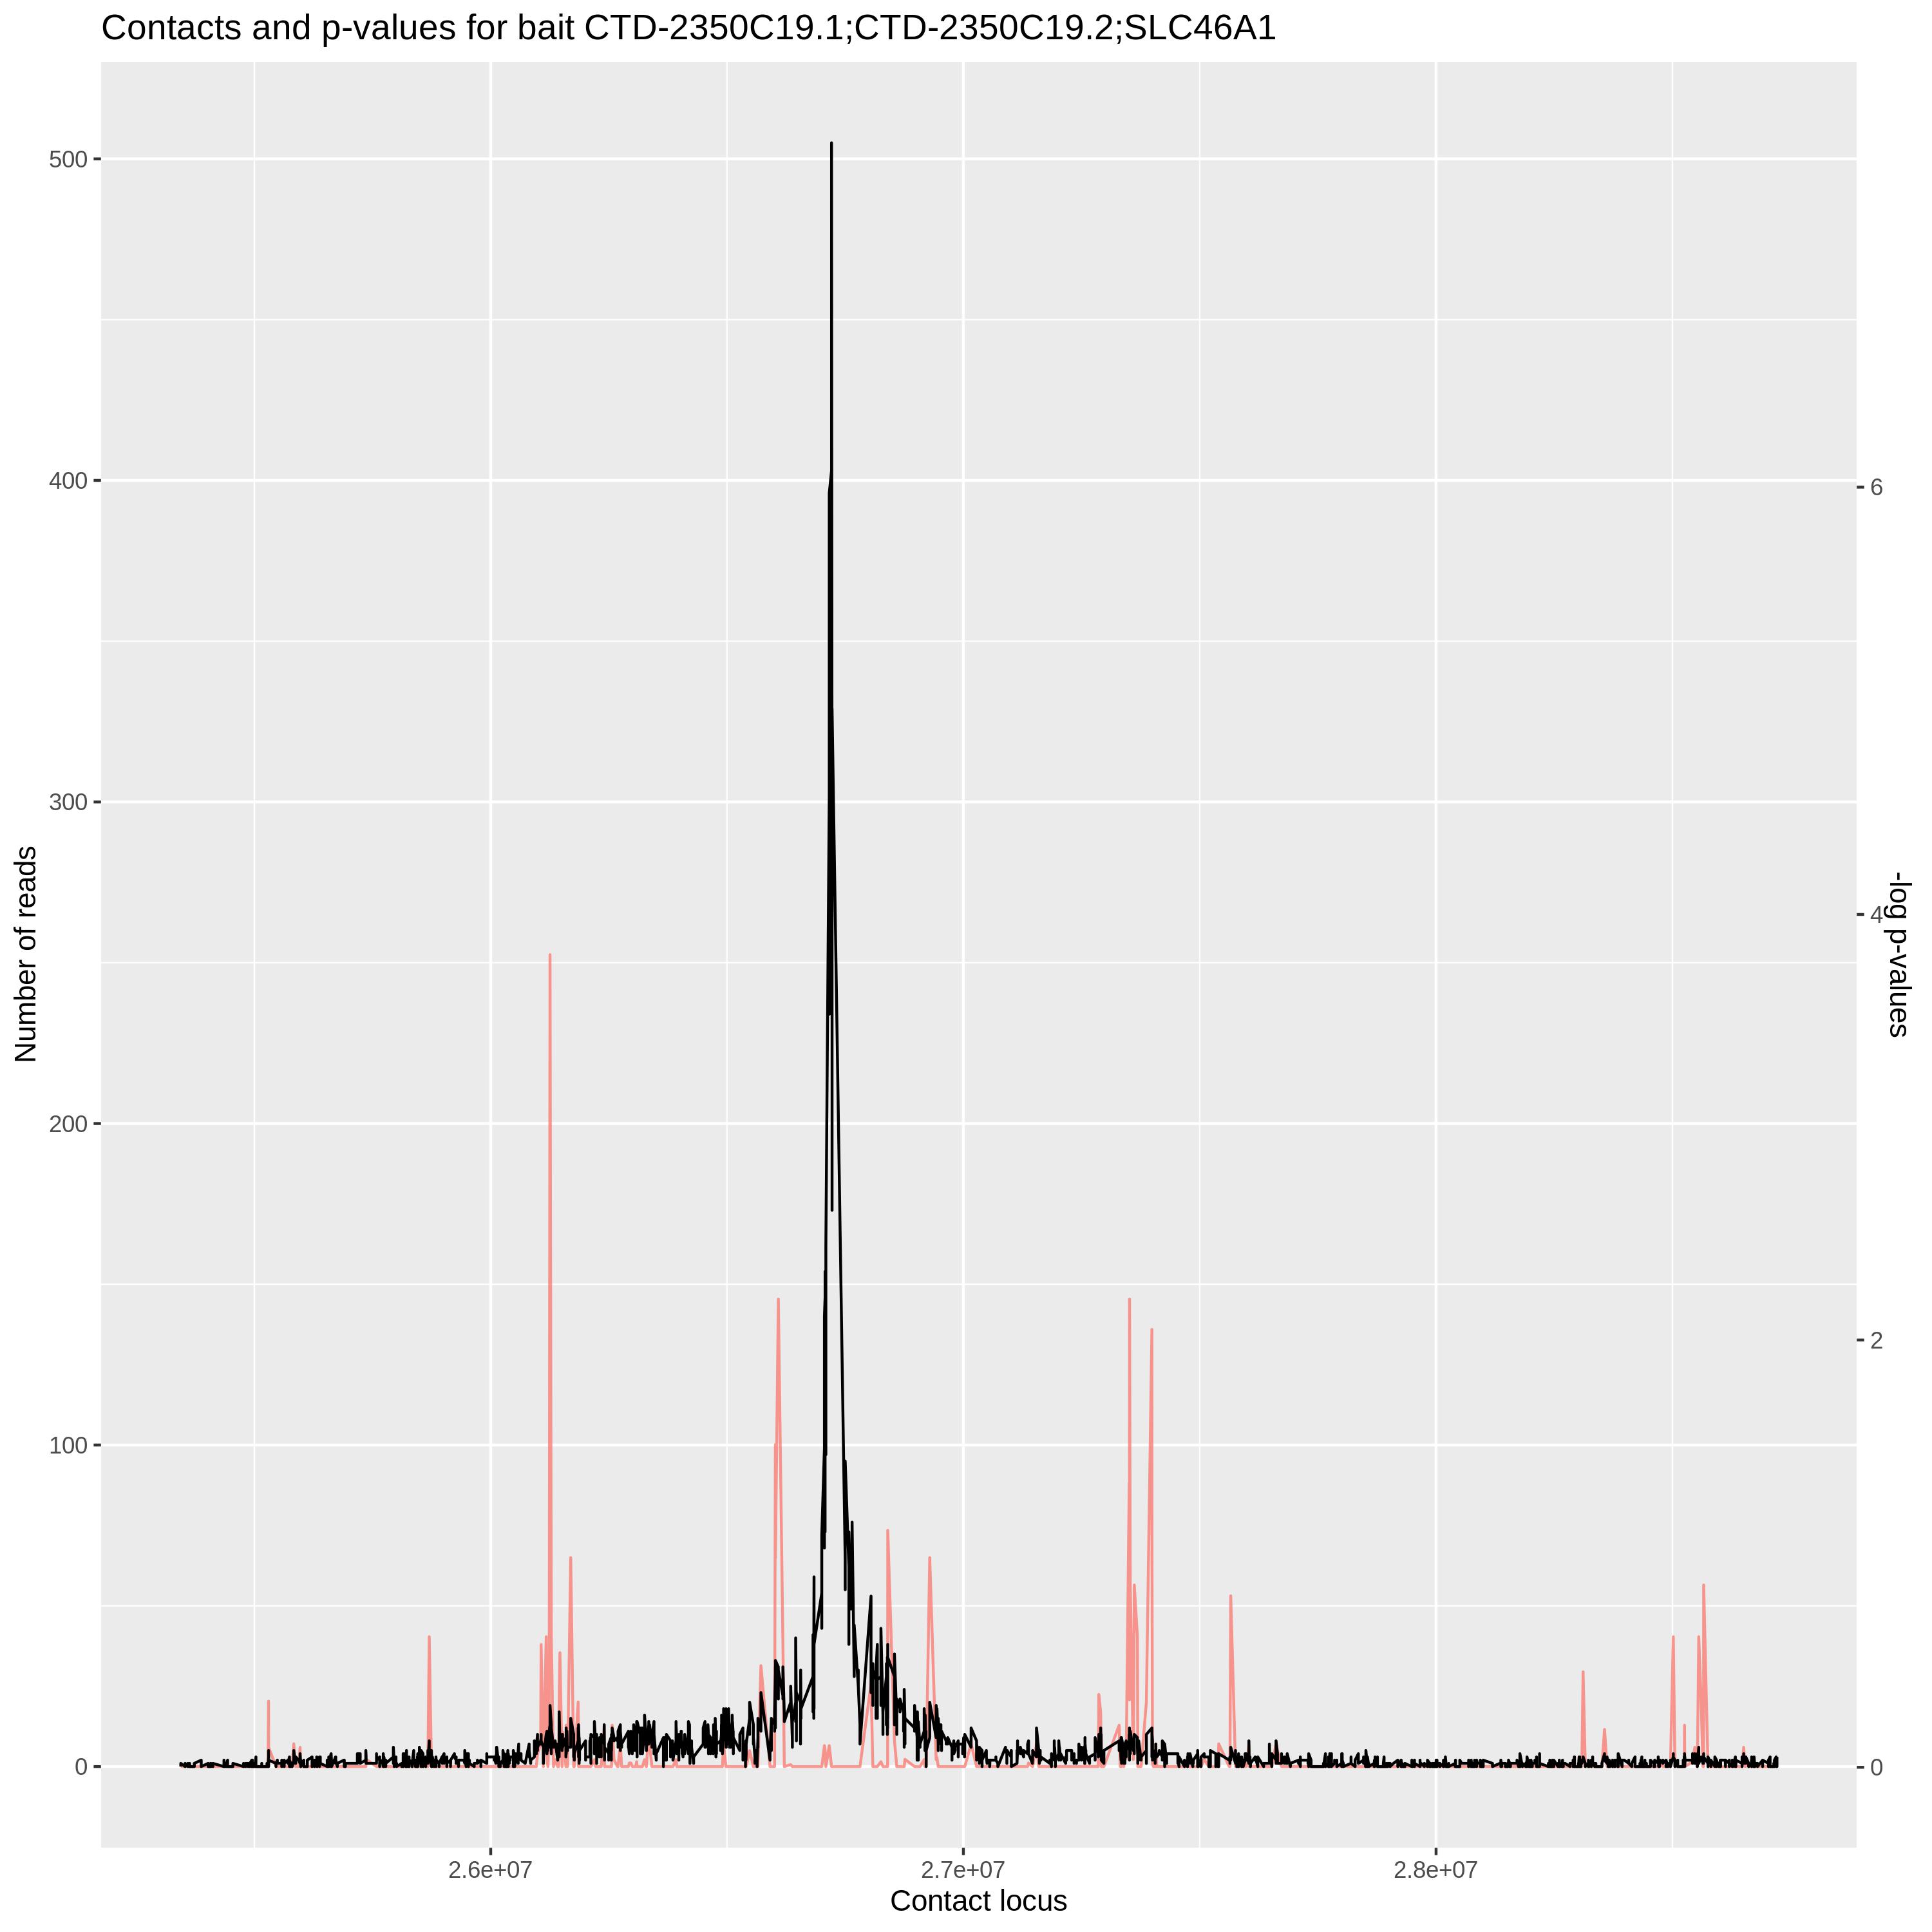 Contacts and p-values for bait CTD-2350C19.1;CTD-2350C19.2;SLC46A1
500
400
300
200
100
0
Number of reads
6
4
2
0
-log p-values
2.6e+07 2.7e+07 2.8e+07
Contact locus